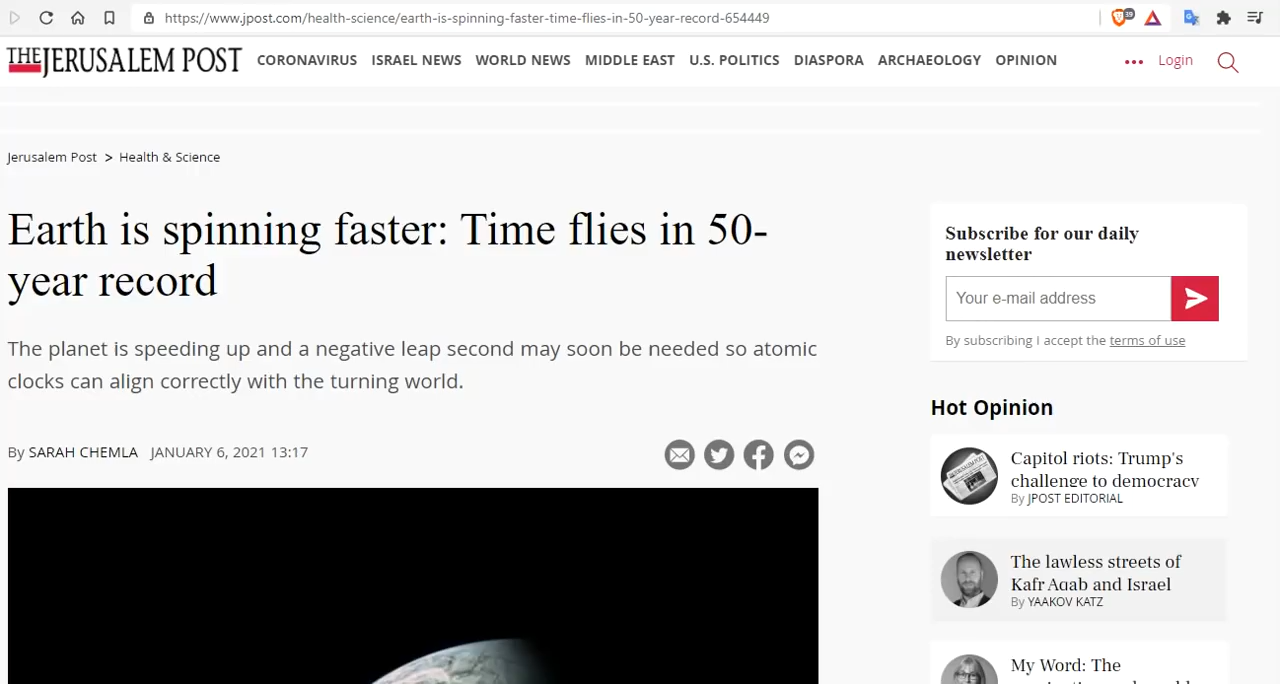 https://www.jpost.com/health-science/earth-is-spinning-faster-time-flies-in-50-year-record-654449
39
THE JERUSALEM POST
CORONAVIRUS ISRAEL NEWS WORLD NEWS MIDDLE EAST U.S. POLITICS DIASPORA ARCHAEOLOGY OPINION
Login
Jerusalem Post > Health & Science
Earth is spinning faster: Time flies in 50-
year record
The planet is speeding up and a negative leap second may soon be needed so atomic
clocks can align correctly with the turning world.
By SARAH CHEMLA JANUARY 6, 2021 13:17
Subscribe for our daily
newsletter
Your e-mail address
By subscribing I accept the terms of use
Hot Opinion
Capitol riots: Trump's
challenge to democracy
By JPOST EDITORIAL
The lawless streets of
Kafr Aqab and Israel
By YAAKOV KATZ
My Word: The